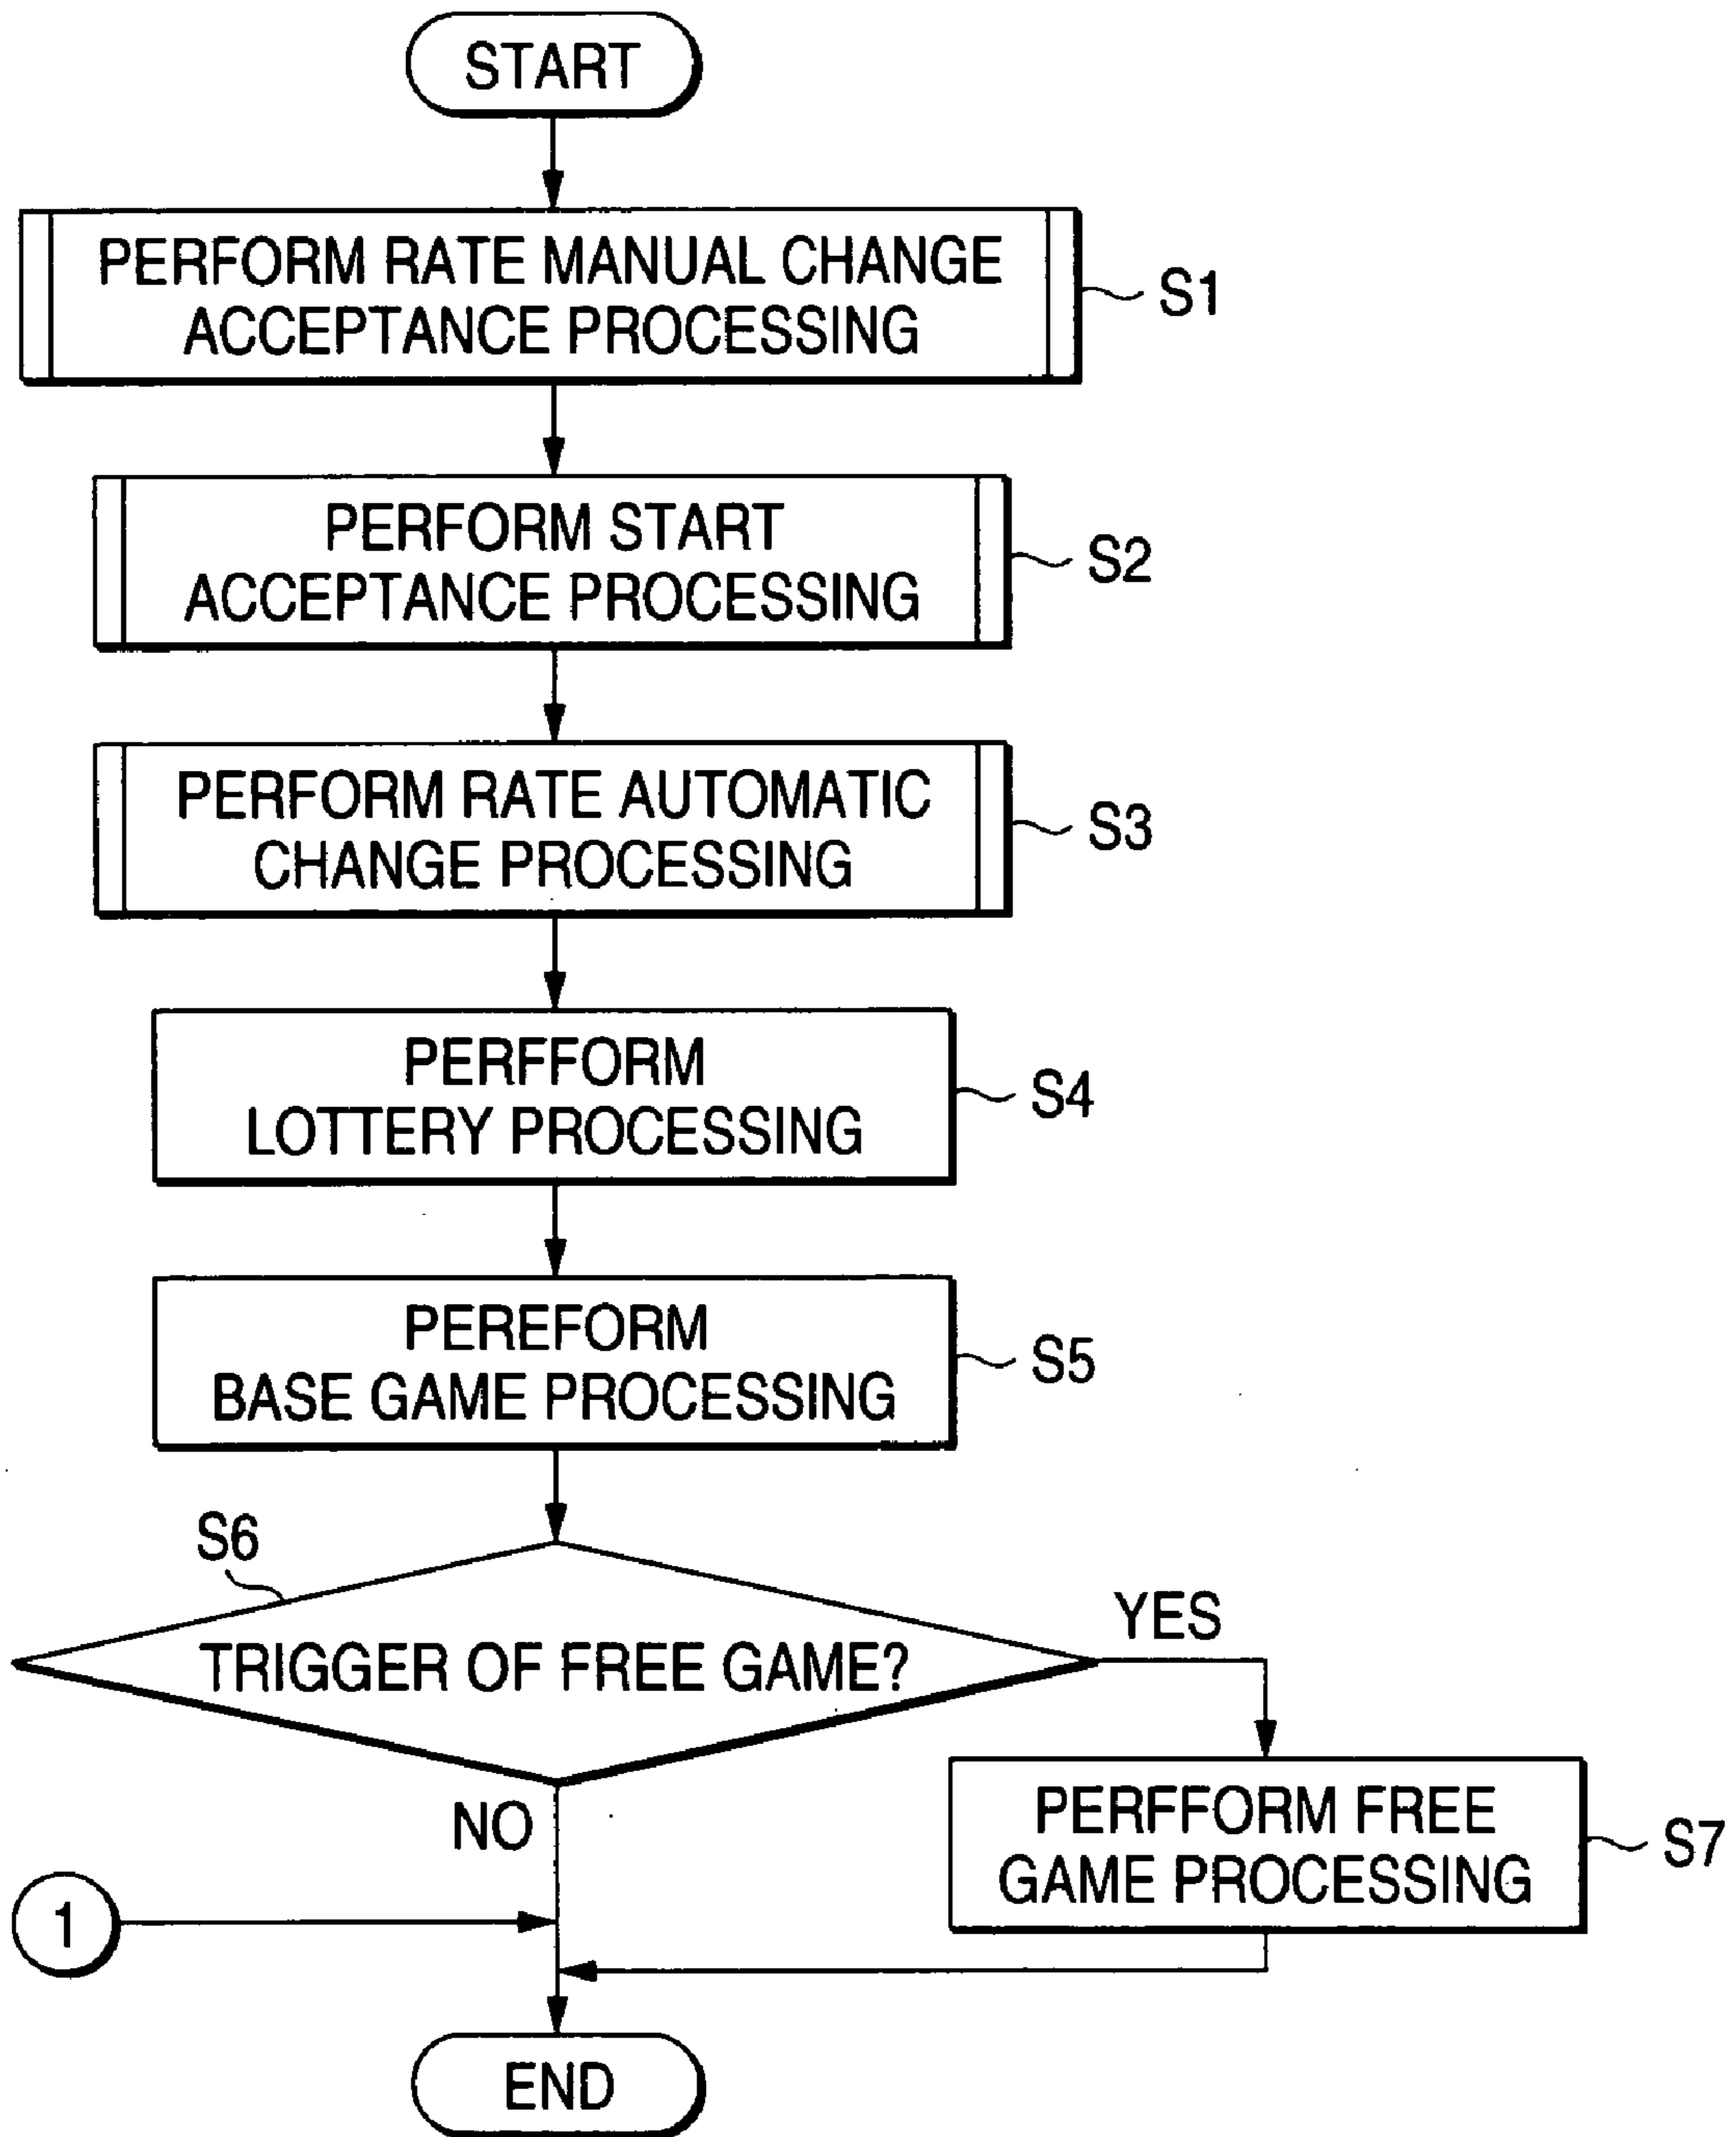 START
PERFORM RATE MANUAL CHANGE
ACCEPTANCE PROCESSING
S1
PERFORM START
ACCEPTANCE PROCESSING
S2
PERFORM RATE AUTOMATIC
CHANGE PROCESSING
S3
PERFFORM
LOTTERY PROCESSING
S4
PEREFORM
BASE GAME PROCESSING
S5
S6
TRIGGER OF FREE GAME?
YES
NO
PERFFORM FREE
GAME PROCESSING
S7
1
END